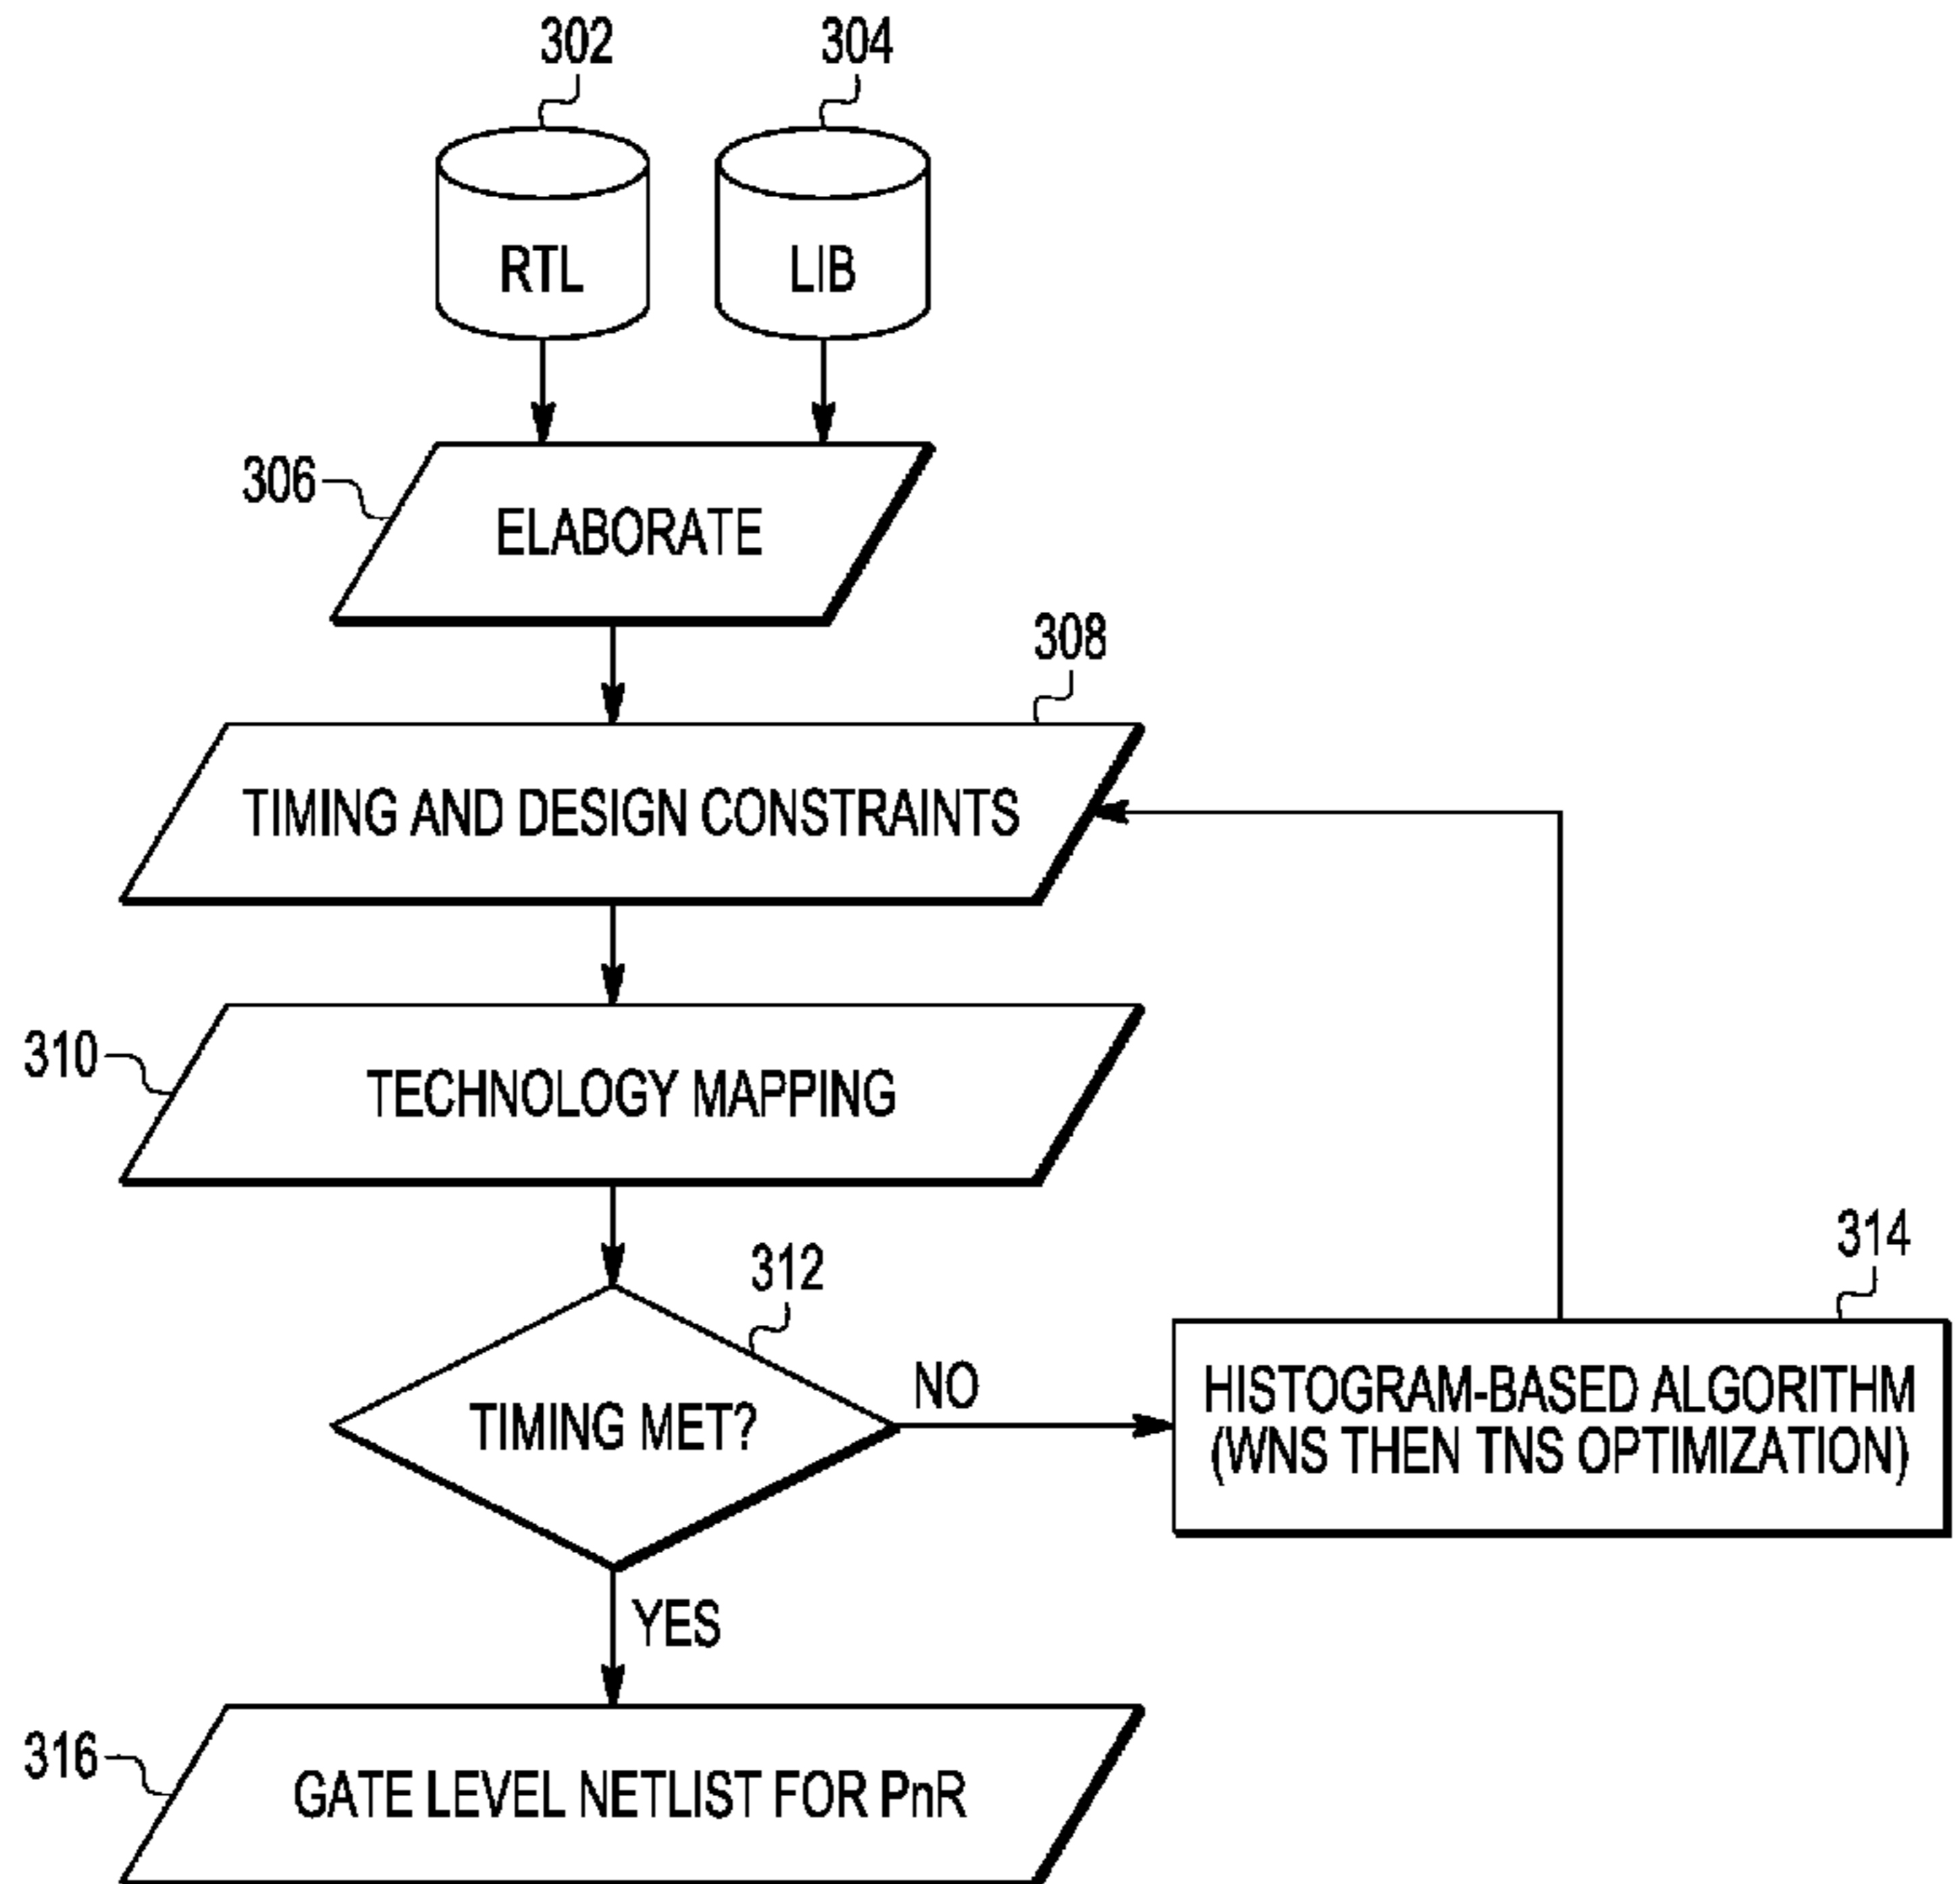 302
304
RTL
LIB
306
ELABORATE
308
TIMING AND DESIGN CONSTRAINTS
310
TECHNOLOGY MAPPING
312
314
TIMING MET?
NO
HISTOGRAM-BASED ALGORITHM
(WNS THEN TNS OPTIMIZATION)
YES
316
GATE LEVEL NETLIST FOR PnR